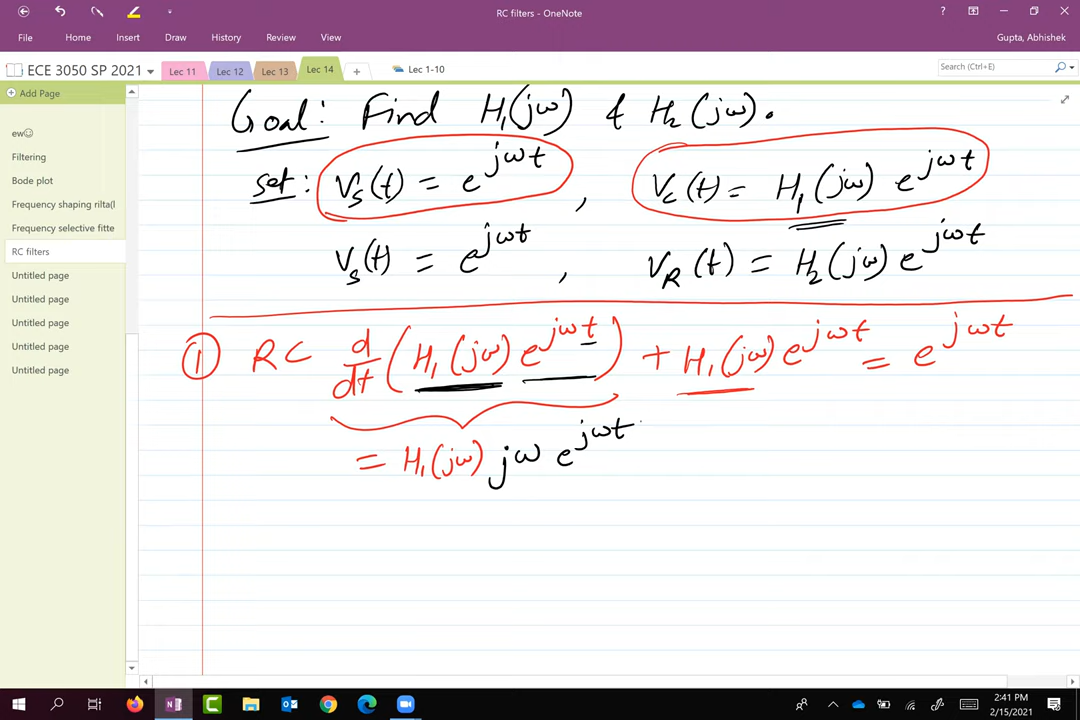 RC filters - OneNote
?
File Home Insert Draw History Review View
Gupta, Abhishek
ECE 3050 SP 2021
Lec 11 Lec 12 Lec 13 Lec 14 + Lec 1-10
Search (Ctrl+E)
Add Page
ew☺
Filtering
Bode plot
Frequency shaping rilta(l
Frequency selective filte
RC filters
Untitled page
Untitled page
Untitled page
Untitled page
Untitled page
Goal: Find H₁(jω) & H₂(jω).
set: Vs(t) = e^{jωt} , Vc(t) = H₁(jω) e^{jωt}
Vs(t) = e^{jωt} , V_R(t) = H₂(jω) e^{jωt}
① RC d/dt (H₁(jω) e^{jωt}) + H₁(jω) e^{jωt} = e^{jωt}
= H₁(jω) jω e^{jωt}
2:41 PM
2/15/2021